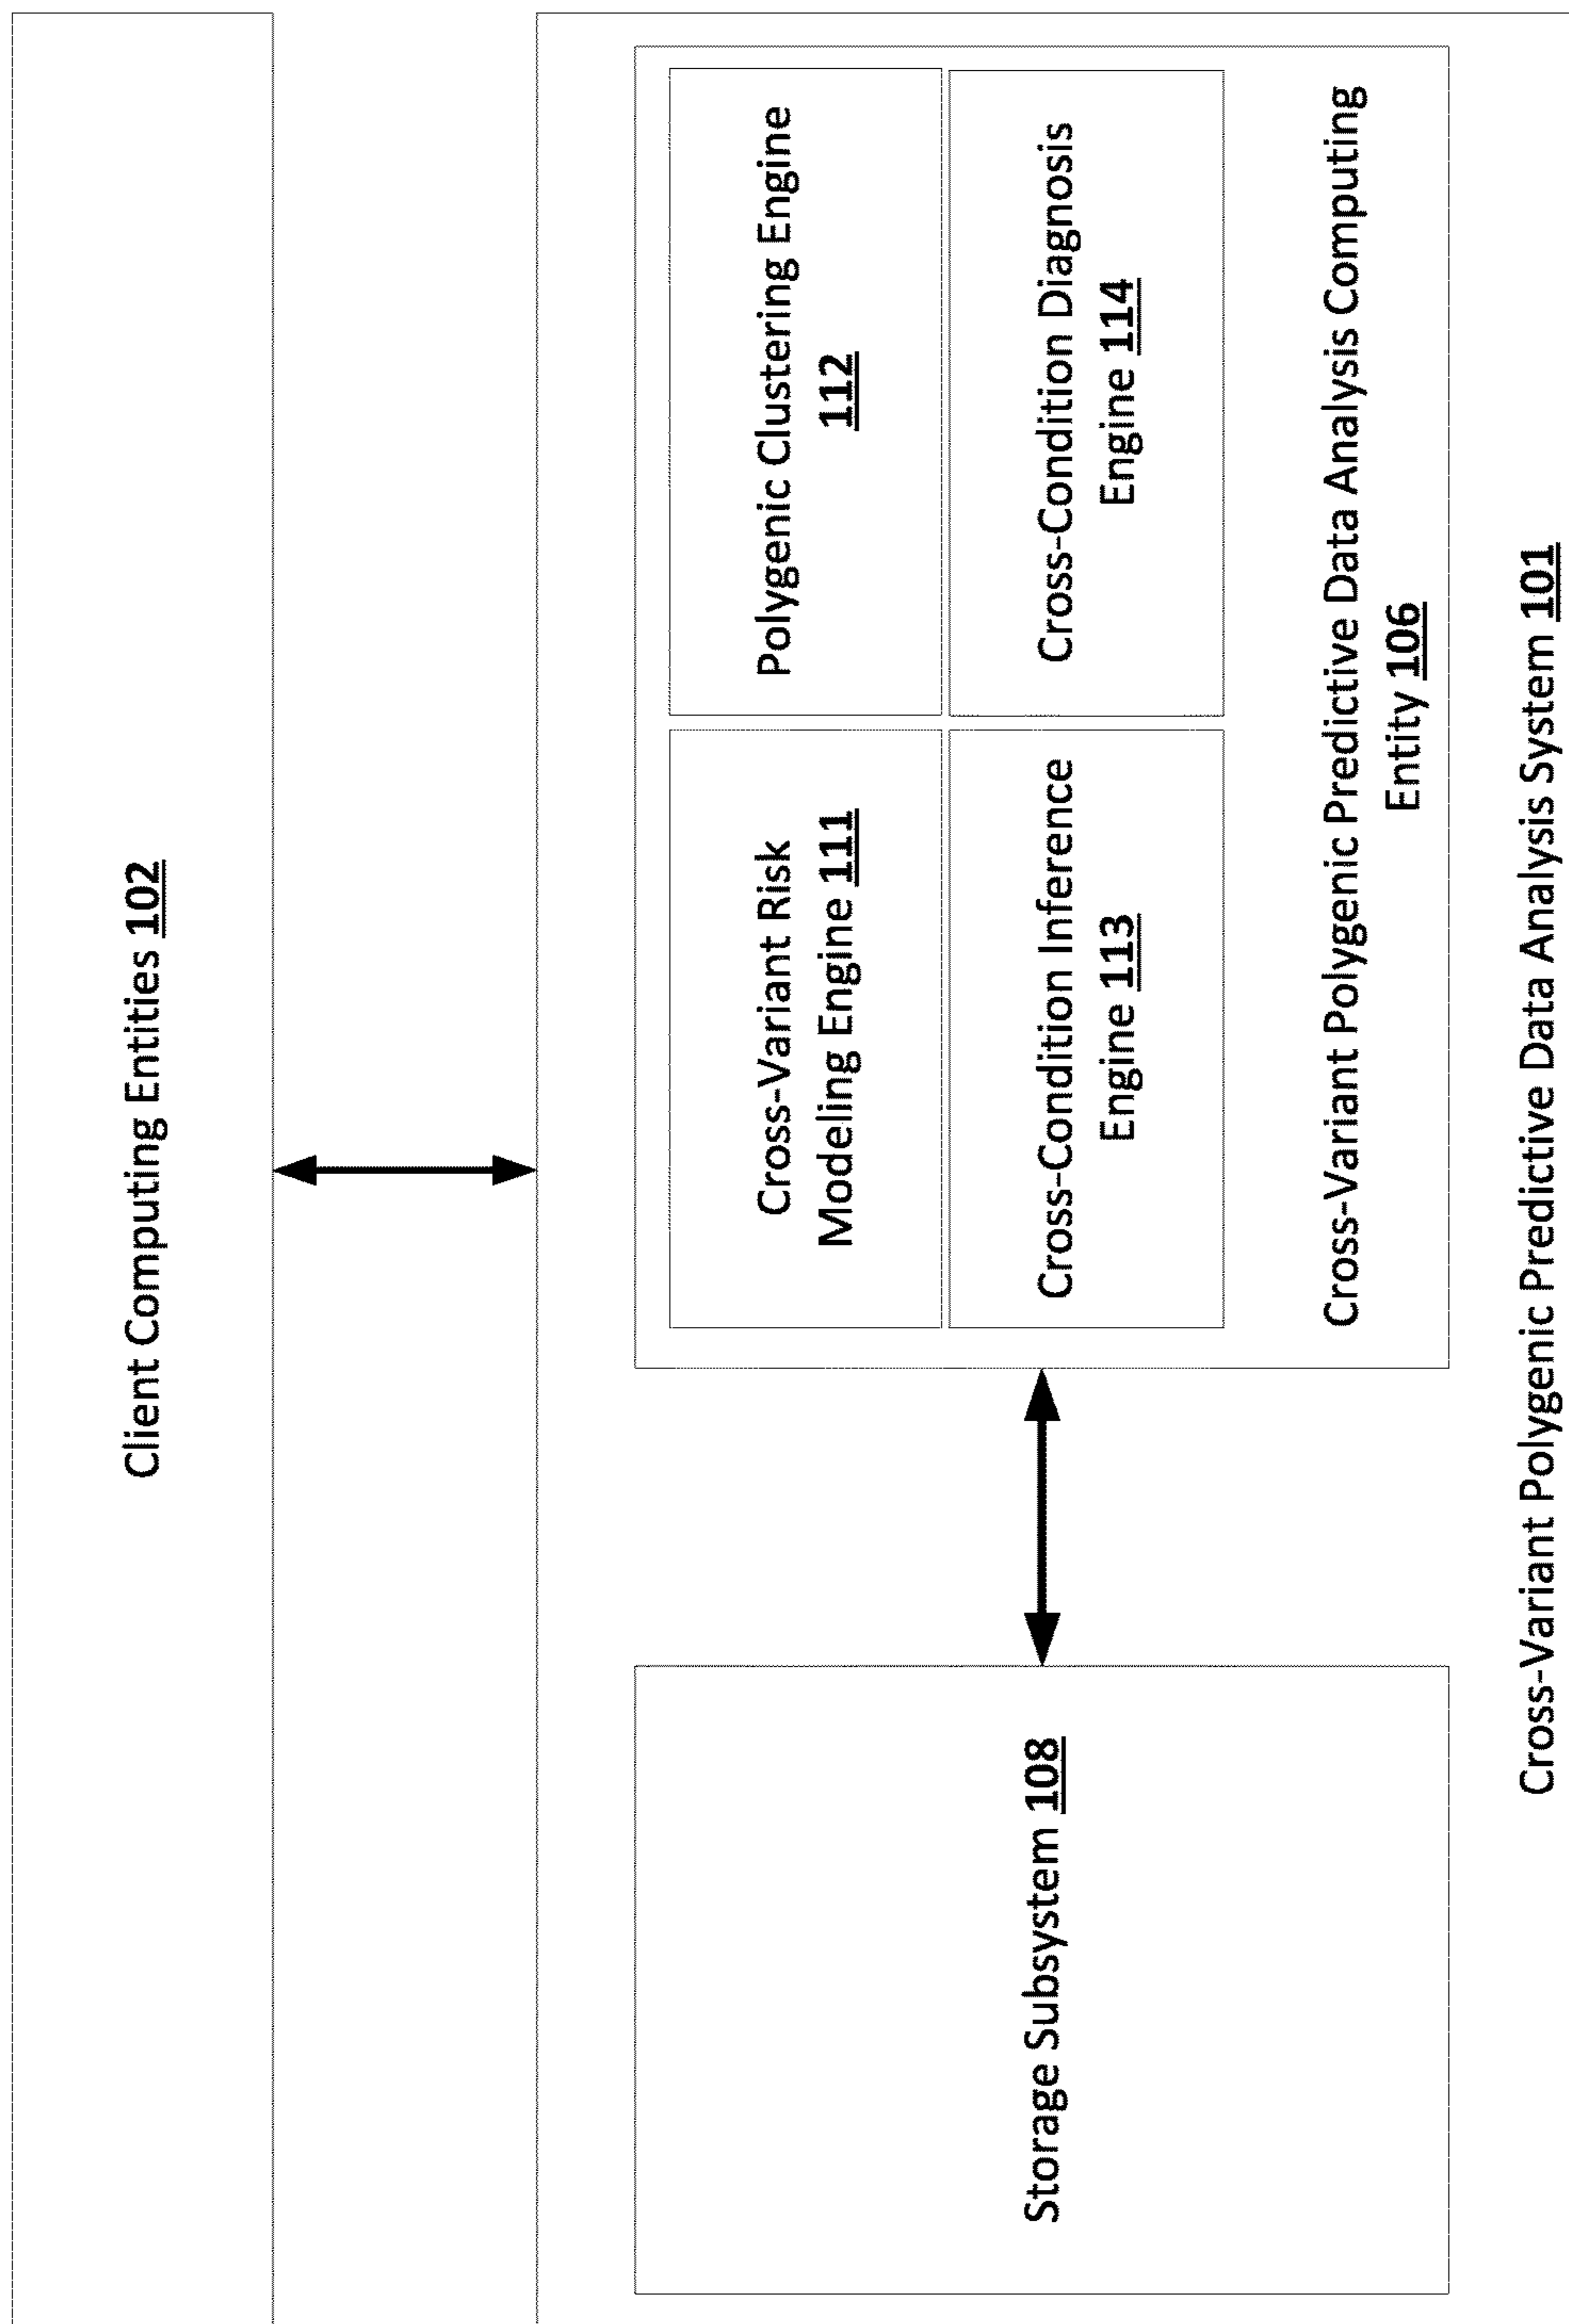 Client Computing Entities 102
Cross-Variant Risk
Modeling Engine 111
Polygenic Clustering Engine
112
Cross-Condition Inference
Engine 113
Cross-Condition Diagnosis
Engine 114
Storage Subsystem 108
Cross-Variant Polygenic Predictive Data Analysis Computing
Entity 106
Cross-Variant Polygenic Predictive Data Analysis System 101